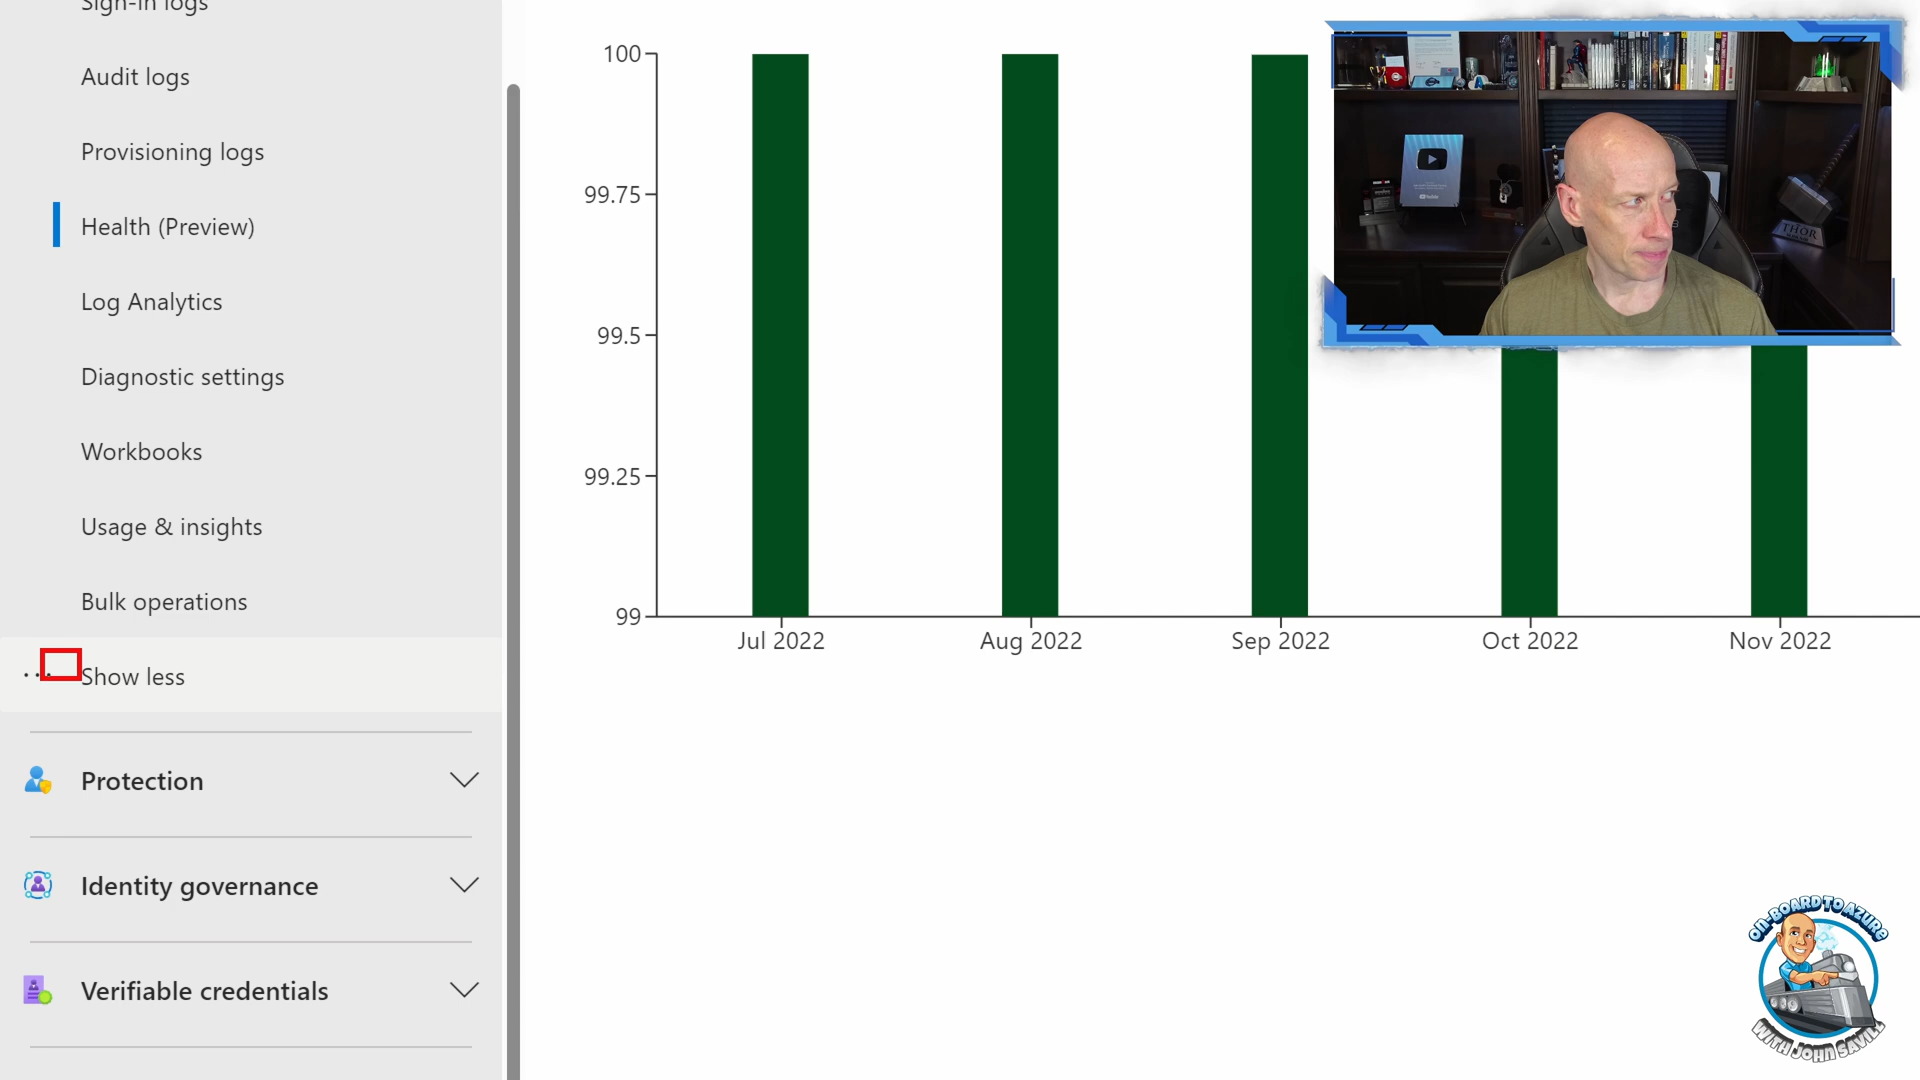 Sign-in logs
Audit logs
Provisioning logs
Health (Preview)
Log Analytics
Diagnostic settings
Workbooks
Usage & insights
Bulk operations
··· Show less
Protection
Identity governance
Verifiable credentials
100
99.75
99.5
99.25
99
Jul 2022
Aug 2022
Sep 2022
Oct 2022
Nov 2022
THOR
ON-BOARD TO AZURE
WITH JOHN SAVILL